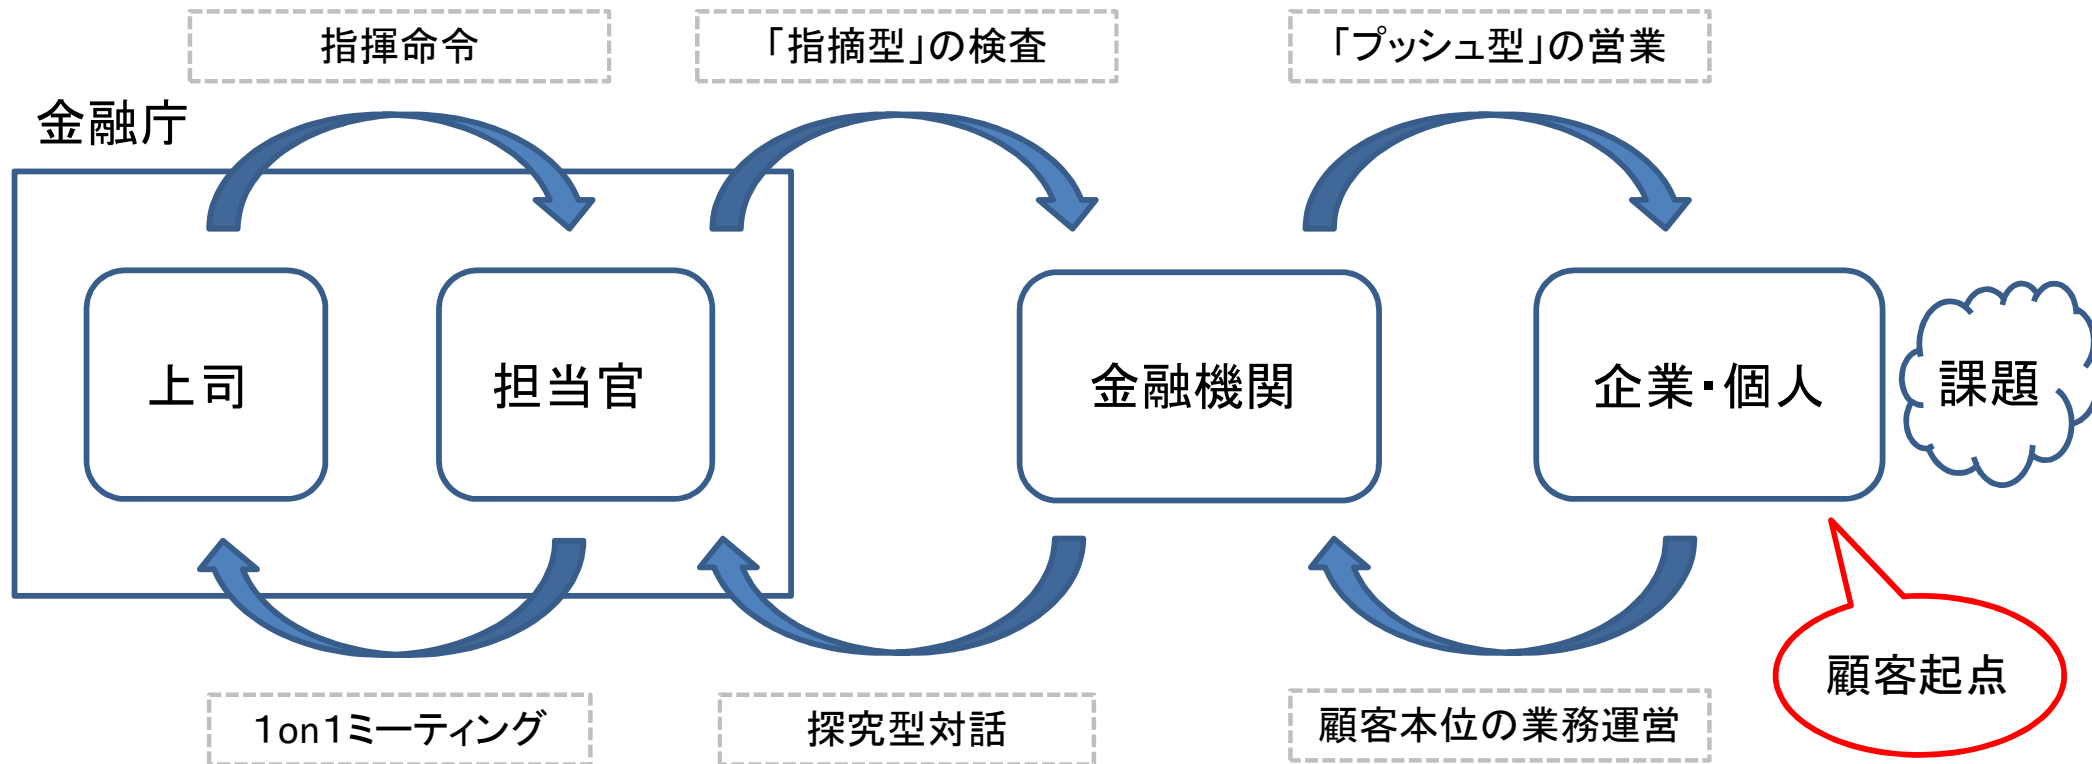 指揮命令
「指摘型」の検査
「プッシュ型」の営業
金融庁
上司
担当官
金融機関
企業・個人
課題
顧客起点
1on1ミーティング
探究型対話
顧客本位の業務運営